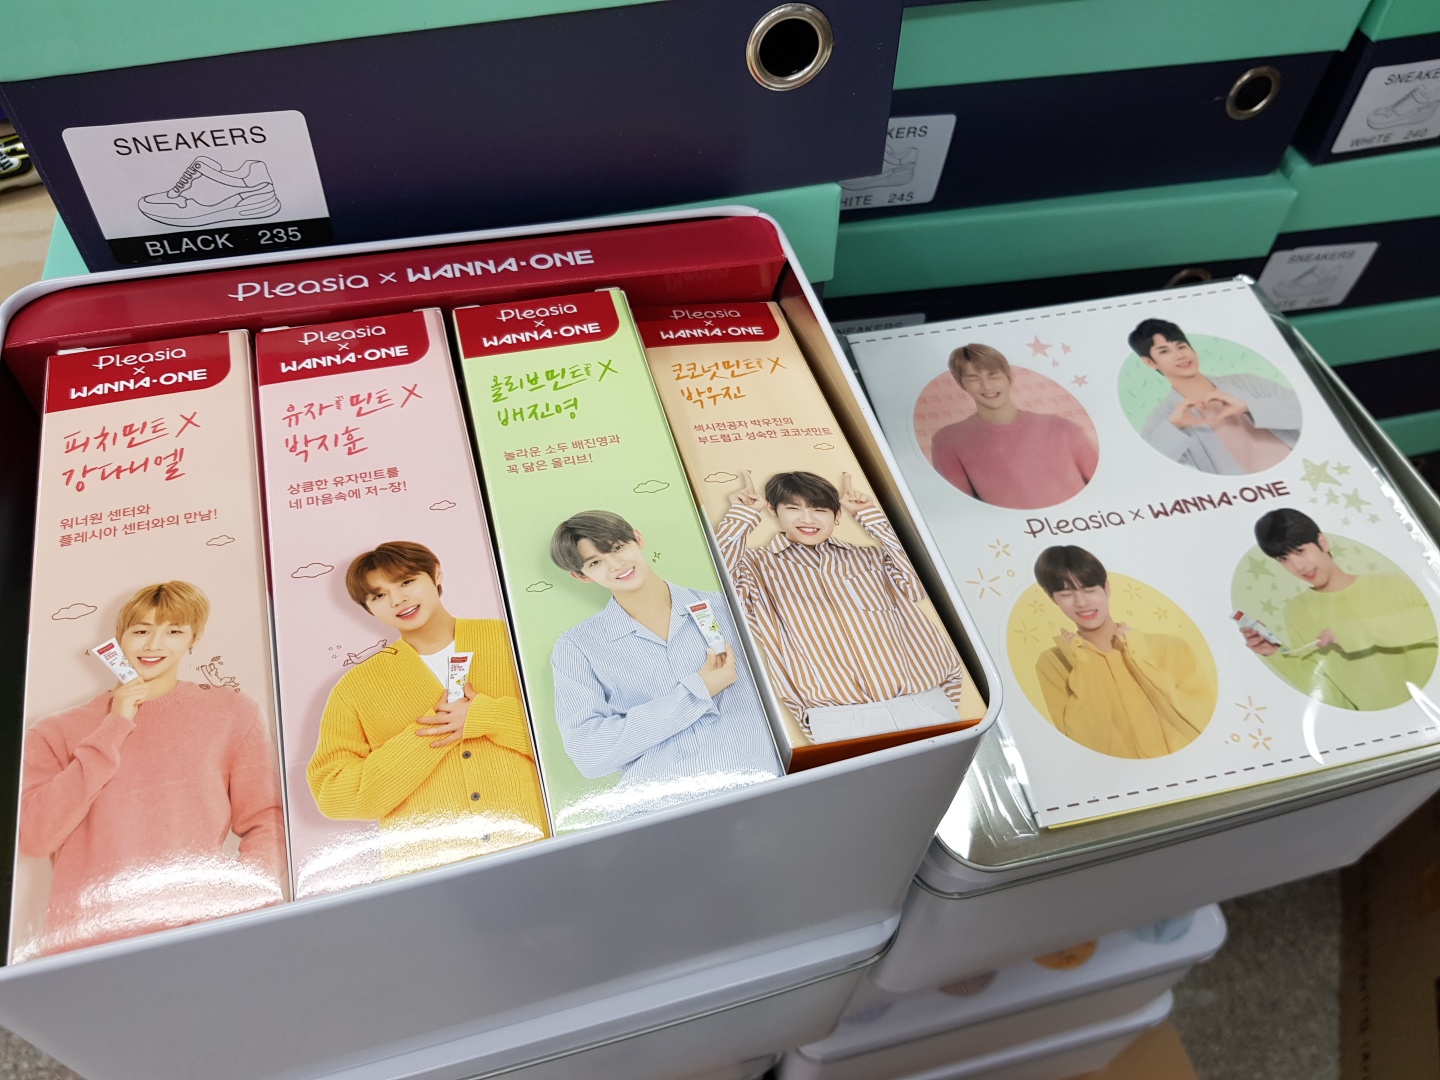 SNEAKERS
BLACK 235
KERS
HITE 245
SNEAKE
WHITE 240
SNEAKERS
SNEAKERS
Pleasia × WANNA·ONE
Pleasia
×
WANNA·ONE
피치민트 X
강다니엘
워너원 센터와
플레시아 센터와의 만남!
Pleasia
×
WANNA·ONE
유자민트 X
박지훈
상큼한 유자민트를
네 마음속에 저~장!
Pleasia
×
WANNA·ONE
올리브민트 X
배진영
놀라운 소두 배진영과
꼭 닮은 올리브!
Pleasia
×
WANNA·ONE
코코넛민트 X
박우진
섹시전공자 박우진의
부드럽고 성숙한 코코넛민트
Pleasia × WANNA·ONE